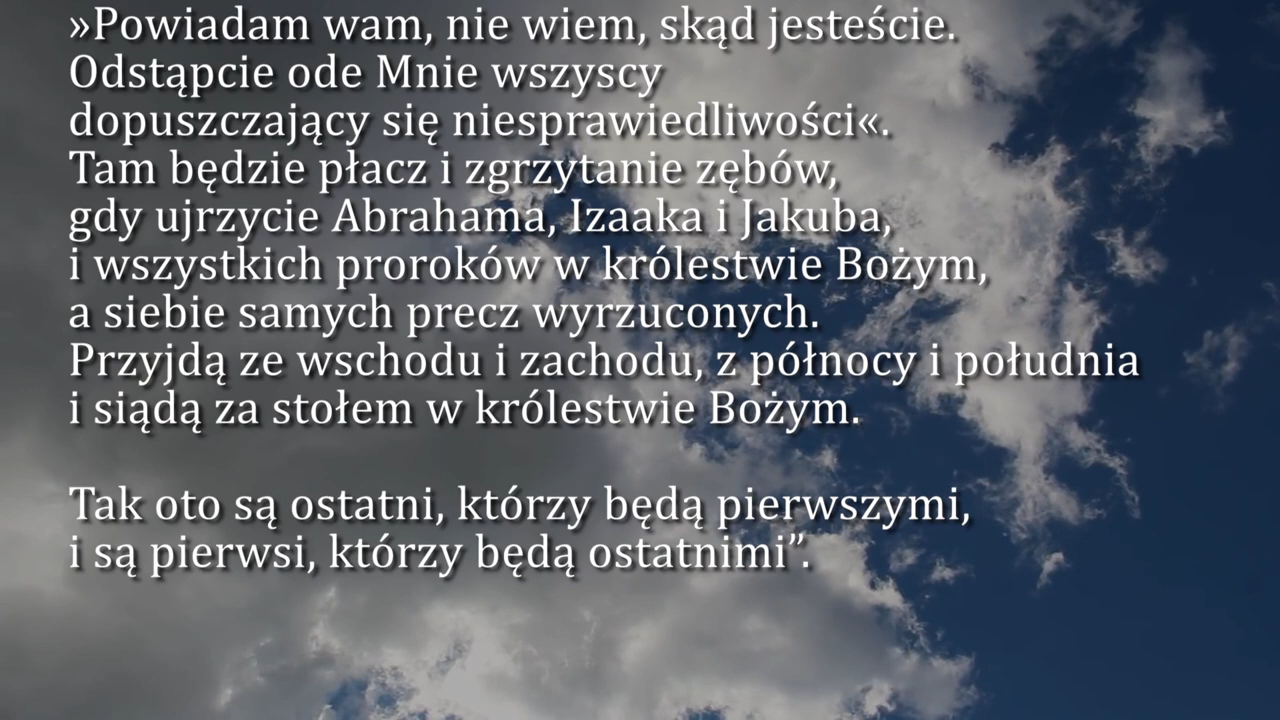 »Powiadam wam, nie wiem, skąd jesteście.
Odstąpcie ode Mnie wszyscy
dopuszczający się niesprawiedliwości«.
Tam będzie płacz i zgrzytanie zębów,
gdy ujrzycie Abrahama, Izaaka i Jakuba,
i wszystkich proroków w królestwie Bożym,
a siebie samych precz wyrzuconych.
Przyjdą ze wschodu i zachodu, z północy i południa
i siądą za stołem w królestwie Bożym.
Tak oto są ostatni, którzy będą pierwszymi,
i są pierwsi, którzy będą ostatnimi”.